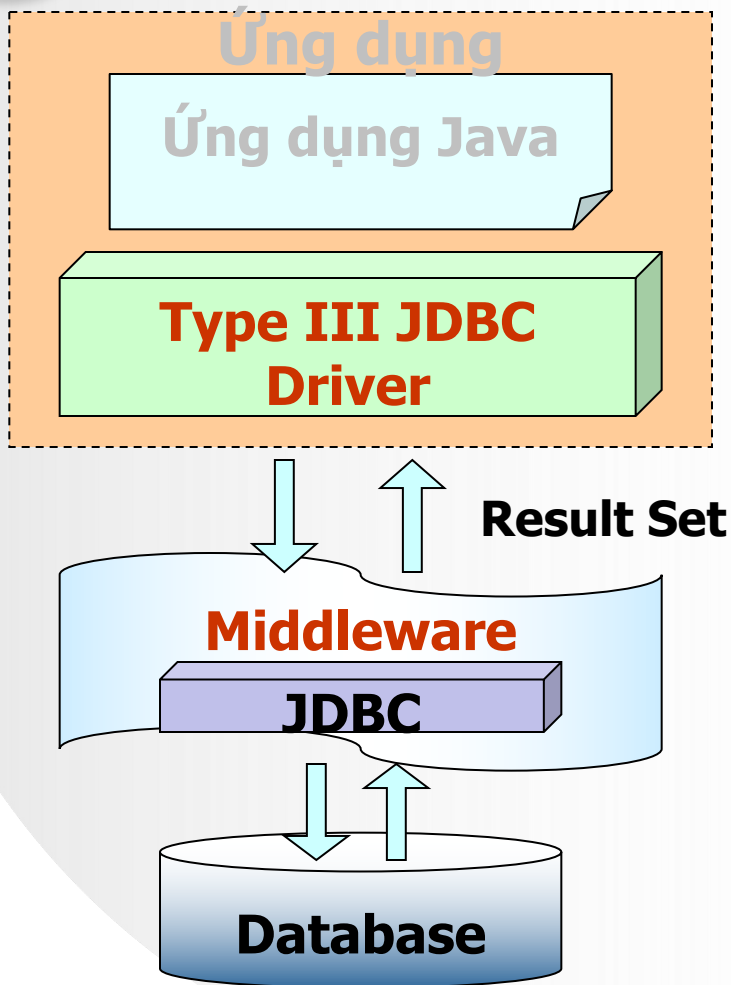 Ứng dụng
Ứng dụng Java
Type III JDBC
Driver
Result Set
Middleware
JDBC
Database